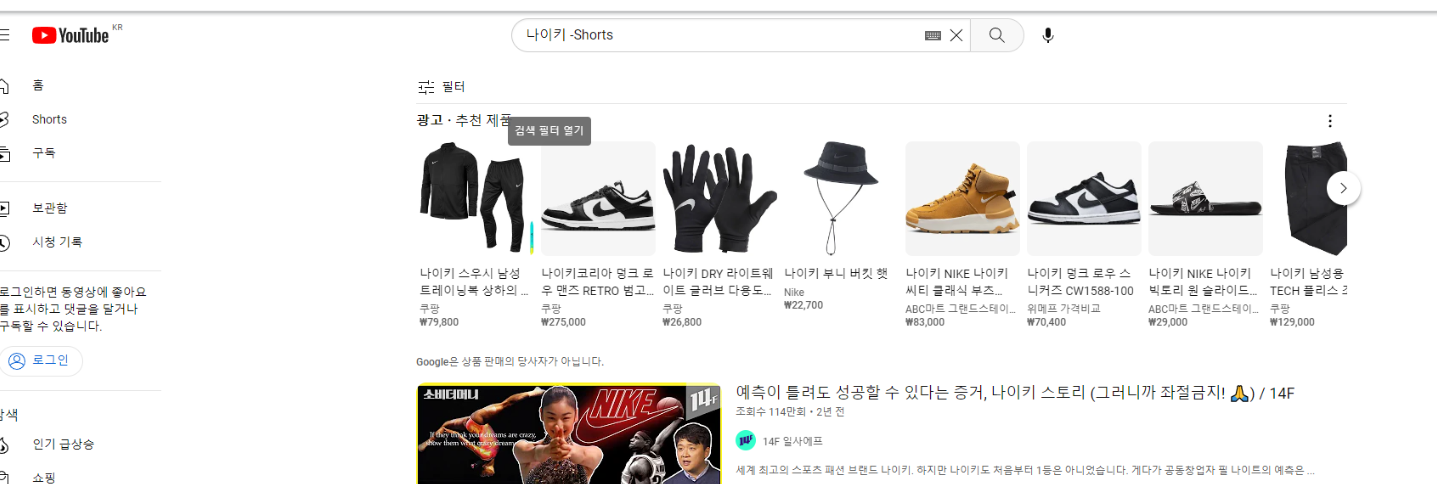 YouTube KR
나이키 -Shorts
홈
Shorts
구독
보관함
시청 기록
로그인하면 동영상에 좋아요
를 표시하고 댓글을 달거나
구독할 수 있습니다.
로그인
인기 급상승
쇼핑
필터
광고 · 추천 제품
검색 필터 열기
나이키 스우시 남성
트레이닝복 상하의 ...
쿠팡
₩79,800
나이키코리아 덩크 로
우 맨즈 RETRO 범고...
쿠팡
₩275,000
나이키 DRY 라이트웨
이트 글러브 다용도...
쿠팡
₩26,800
나이키 부니 버킷 햇
Nike
₩22,700
나이키 NIKE 나이키
씨티 클래식 부츠...
ABC마트 그랜드스테이...
₩83,000
나이키 덩크 로우 스
니커즈 CW1588-100
위메프 가격비교
₩70,400
나이키 NIKE 나이키
빅토리 원 슬라이드...
ABC마트 그랜드스테이...
₩29,000
나이키 남성용
TECH 플리스
쿠팡
₩129,000
Google은 상품 판매의 당사자가 아닙니다.
소비더머니
NIKE
14F
If they think your dreams are crazy,
show them what crazy dreams
예측이 틀려도 성공할 수 있다는 증거, 나이키 스토리 (그러니까 좌절금지! 🙏) / 14F
조회수 114만회 • 2년 전
14F 일사에프
세계 최고의 스포츠 패션 브랜드 나이키. 하지만 나이키도 처음부터 1등은 아니었습니다. 게다가 공동창업자 필 나이트의 예측은 ...